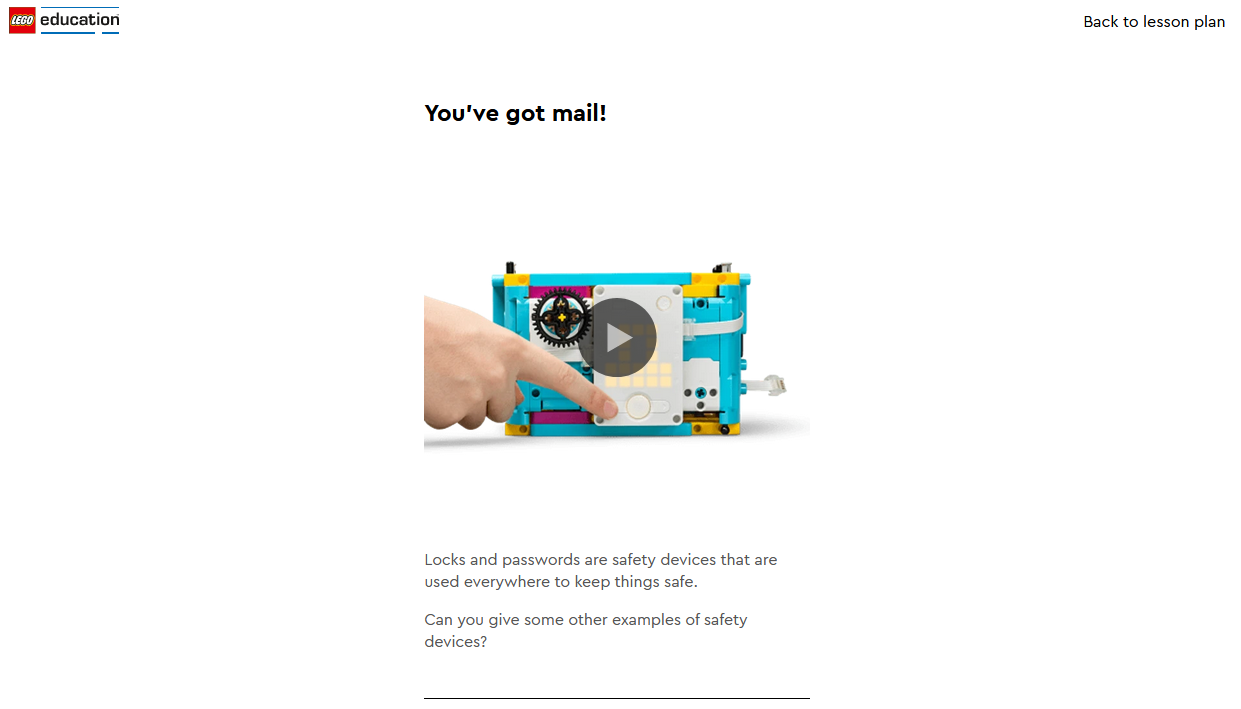 LEGO education
Back to lesson plan
You've got mail!
Locks and passwords are safety devices that are
used everywhere to keep things safe.
Can you give some other examples of safety
devices?